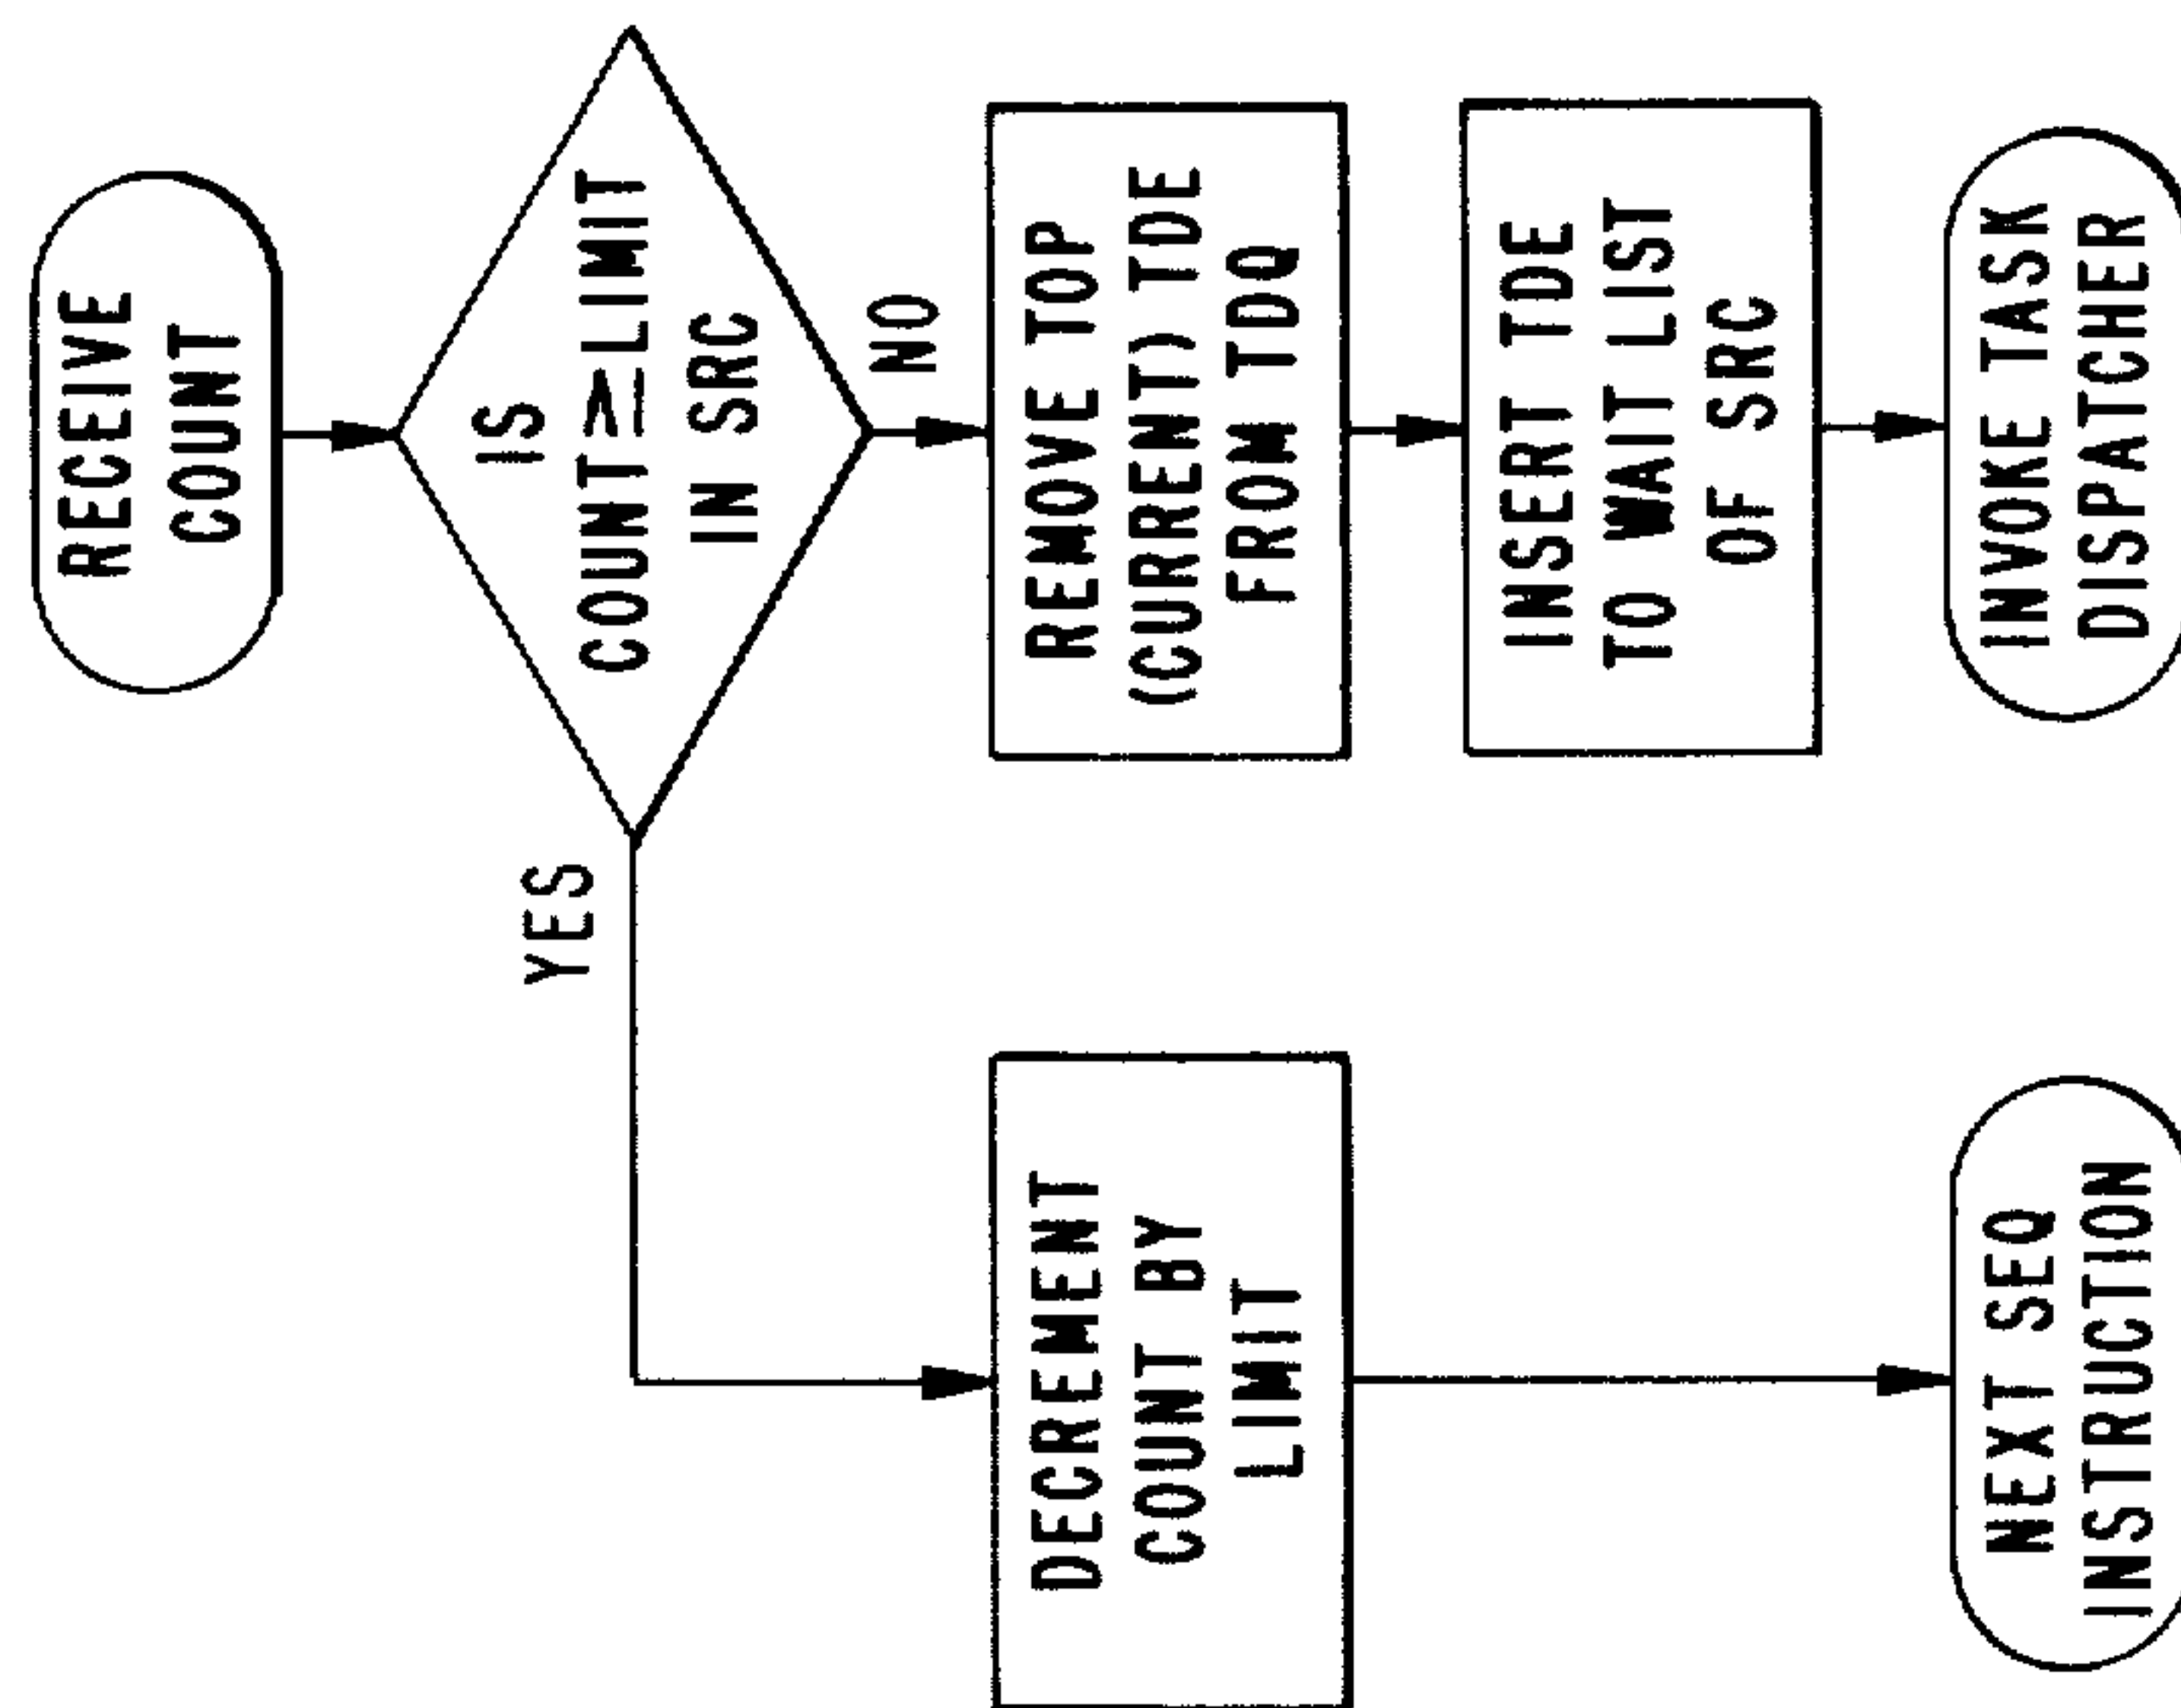 RECEIVE
COUNT
IS
COUNT≥LIMIT
IN SRC
YES
NO
DECREMENT
COUNT BY
LIMIT
REMOVE TOP
(CURRENT) TDE
FROM TDQ
INSERT TDE
TO WAIT LIST
OF SRC
NEXT SEQ
INSTRUCTION
INVOKE TASK
DISPATCHER